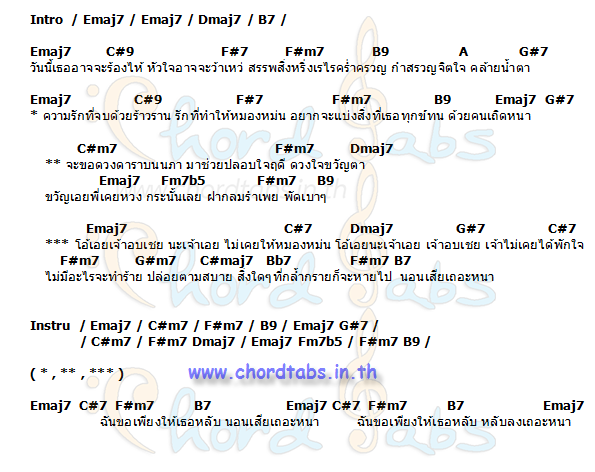 Intro / Emaj7 / Emaj7 / Dmaj7 / B7 /
Emaj7 C#9 F#7 F#m7 B9 A G#7
วันนี้เธออาจจะร้องไห้ หัวใจอาจจะว้าเหว่ สรรพสิ่งหริ่งเรไรคร่ำครวญ กำสรวญจิตใจ คล้ายน้ำตา
Emaj7 C#9 G#7 F#m7 B9 Emaj7 G#7
* ความรักที่จบด้วยร้าวราน รักที่ทำให้หมองหม่น อยากจะแบ่งสิ่งที่เธอทุกข์ทน ด้วยคนเถิดหนา
C#m7 F#m7 Dmaj7
** จะขอดวงดาราบนนภา มาช่วยปลอบใจฤดี ดวงใจขวัญตา
Emaj7 Fm7b5 F#m7 B9
ขวัญเอยพี่เคยหวง กระนั้นเลย ฝากลมรำเพย พัดเบาๆ
Emaj7 C#7 Dmaj7 G#7 C#7
*** โอ้เอยเจ้าอบเชย นะเจ้าเอย ไม่เคยให้หมองหม่น โอ้เอยนะเจ้าเอย เจ้าอบเชย เจ้าไม่เคยได้พักใจ
F#m7 G#m7 C#maj7 Bb7 F#m7 B7
ไม่มีอะไรจะทำร้าย ปล่อยตามสบาย สิ่งใดๆ ที่กล้ำกรายก็จะหายไป นอนเสียเถอะหนา
Instru / Emaj7 / C#m7 / F#m7 / B9 / Emaj7 G#7 /
/ C#m7 / F#m7 Dmaj7 / Emaj7 Fm7b5 / F#m7 B9 /
( * , ** , *** )
www.chordtabs.in.th
Emaj7 C#7 F#m7 B7 Emaj7 C#7 F#m7 B7 Emaj7
ฉันขอเพียงให้เธอหลับ นอนเสียเถอะหนา ฉันขอเพียงให้เธอหลับ หลับลงเถอะหนา